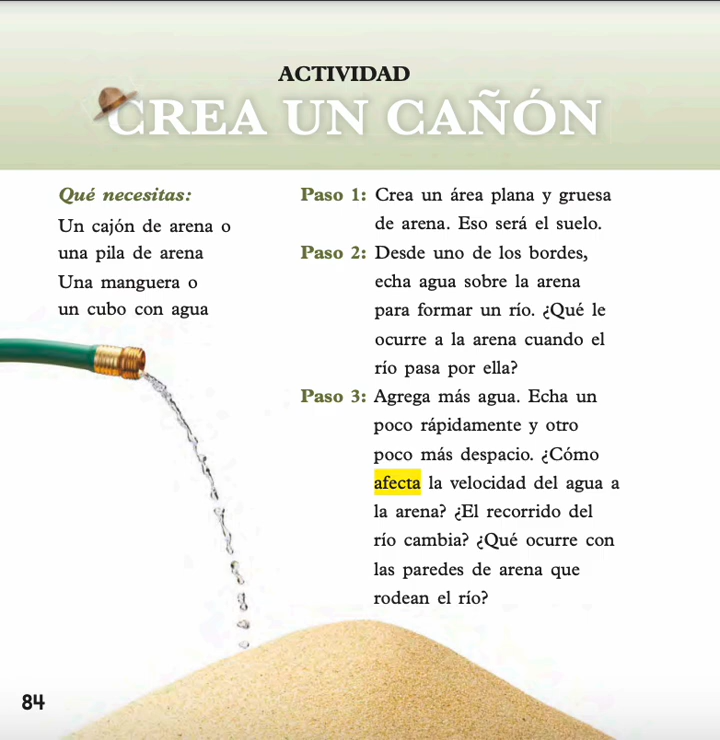 ACTIVIDAD
CREA UN CAÑÓN
Qué necesitas:
Un cajón de arena o
una pila de arena
Una manguera o
un cubo con agua
Paso 1: Crea un área plana y gruesa
de arena. Eso será el suelo.
Paso 2: Desde uno de los bordes,
echa agua sobre la arena
para formar un río. ¿Qué le
ocurre a la arena cuando el
río pasa por ella?
Paso 3: Agrega más agua. Echa un
poco rápidamente y otro
poco más despacio. ¿Cómo
afecta la velocidad del agua a
la arena? ¿El recorrido del
río cambia? ¿Qué ocurre con
las paredes de arena que
rodean el río?
84